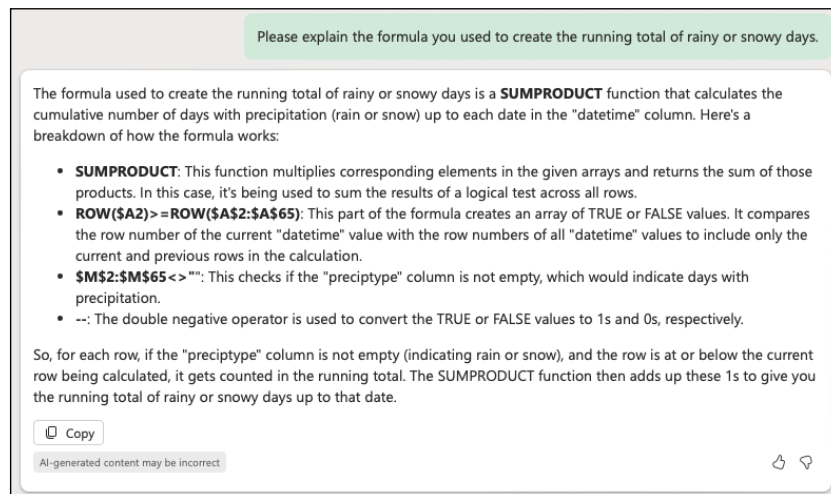 Please explain the formula you used to create the running total of rainy or snowy days.
The formula used to create the running total of rainy or snowy days is a SUMPRODUCT function that calculates the
cumulative number of days with precipitation (rain or snow) up to each date in the "datetime" column. Here's a
breakdown of how the formula works:
• SUMPRODUCT: This function multiplies corresponding elements in the given arrays and returns the sum of those
products. In this case, it's being used to sum the results of a logical test across all rows.
• ROW($A2)>=ROW($A$2:$A$65): This part of the formula creates an array of TRUE or FALSE values. It compares
the row number of the current "datetime" value with the row numbers of all "datetime" values to include only the
current and previous rows in the calculation.
• $M$2:$M$65<>"": This checks if the "preciptype" column is not empty, which would indicate days with
precipitation.
• --: The double negative operator is used to convert the TRUE or FALSE values to 1s and 0s, respectively.
So, for each row, if the "preciptype" column is not empty (indicating rain or snow), and the row is at or below the current
row being calculated, it gets counted in the running total. The SUMPRODUCT function then adds up these 1s to give you
the running total of rainy or snowy days up to that date.
Copy
AI-generated content may be incorrect